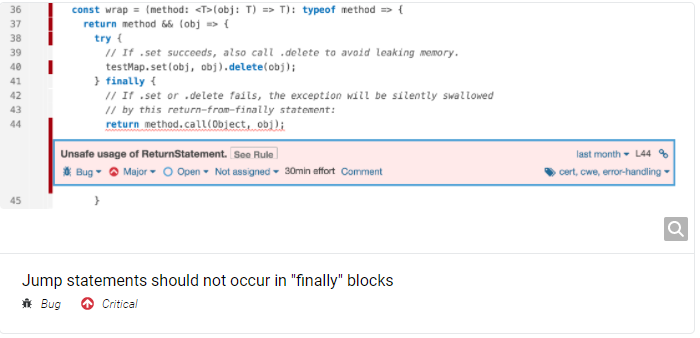 36 const wrap = (method: <T>(obj: T) => T): typeof method => {
37 return method && (obj => {
38 try {
39 // If .set succeeds, also call .delete to avoid leaking memory.
40 testMap.set(obj, obj).delete(obj);
41 } finally {
42 // If .set or .delete fails, the exception will be silently swallowed
43 // by this return-from-finally statement:
44 return method.call(Object, obj);
Unsafe usage of ReturnStatement. See Rule last month L44
Bug Major Open Not assigned 30min effort Comment cert, cwe, error-handling
45 }
Jump statements should not occur in "finally" blocks
Bug Critical